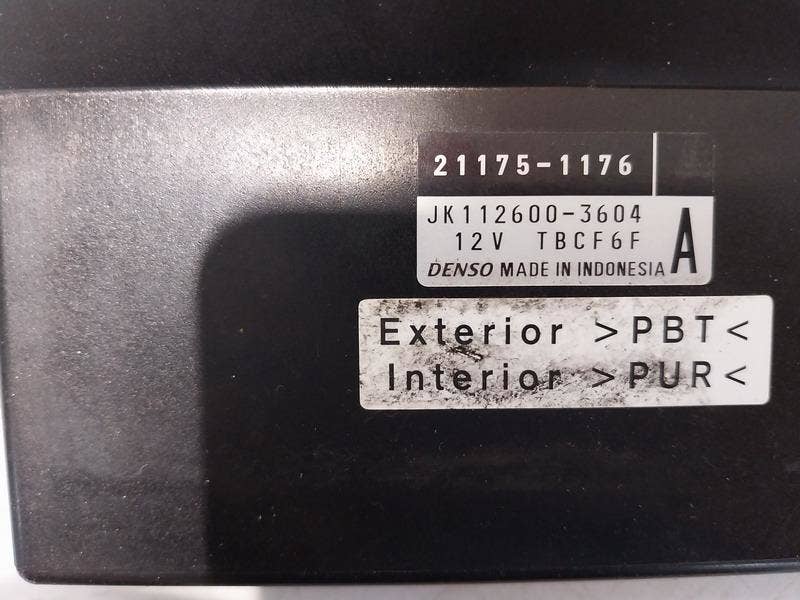 21175-1176
JK112600-3604
12V TBCF6F
A
DENSO MADE IN INDONESIA
Exterior >PBT<
Interior >PUR<